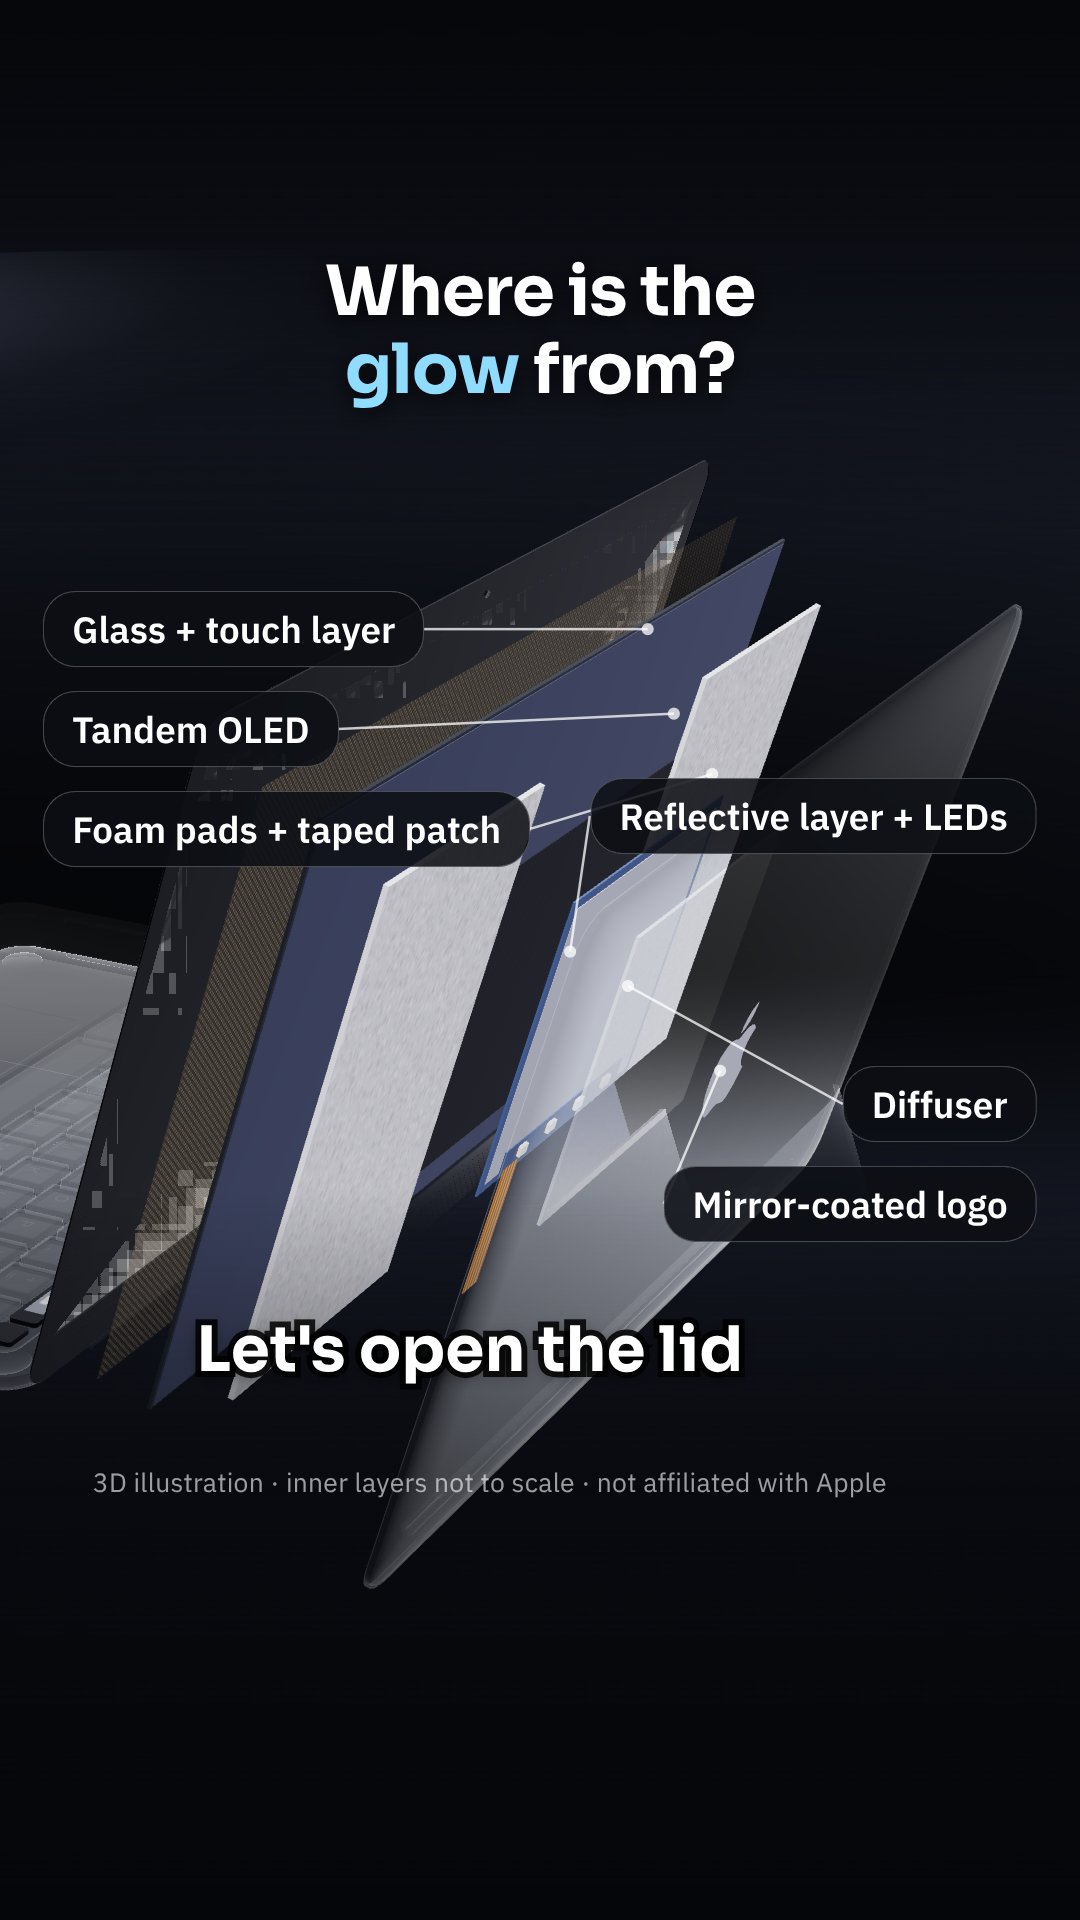 Where is the
glow from?
Glass + touch layer
Tandem OLED
Foam pads + taped patch
Reflective layer + LEDs
Diffuser
Mirror-coated logo
Let's open the lid
3D illustration · inner layers not to scale · not affiliated with Apple